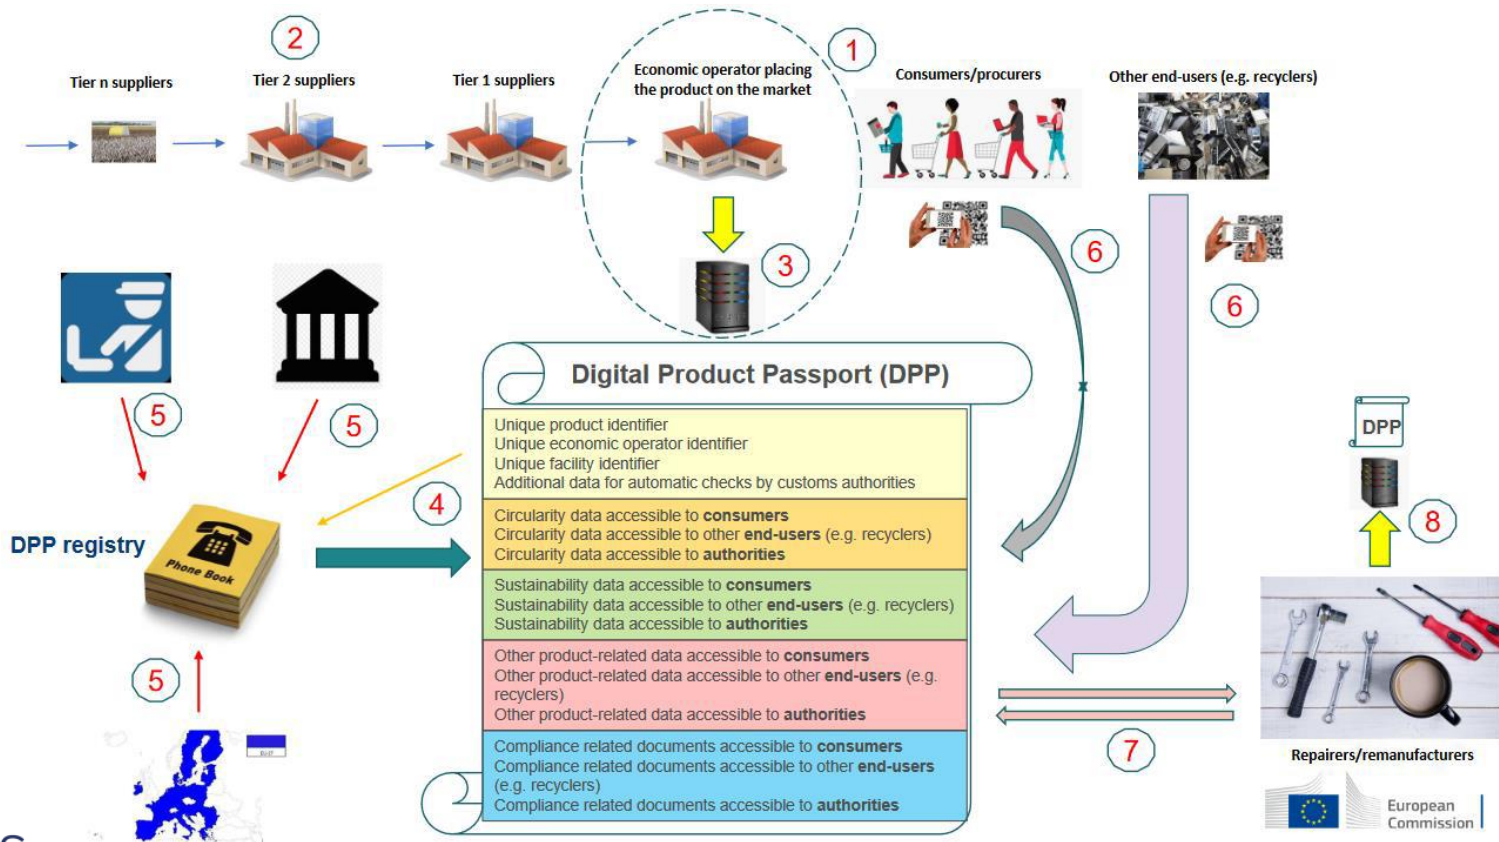 2
1
Tier n suppliers
Tier 2 suppliers
Tier 1 suppliers
Economic operator placing
the product on the market
Consumers/procurers
Other end-users (e.g. recyclers)
3
6
6
5
5
Digital Product Passport (DPP)
Unique product identifier
Unique economic operator identifier
Unique facility identifier
Additional data for automatic checks by customs authorities
Circularity data accessible to consumers
Circularity data accessible to other end-users (e.g. recyclers)
Circularity data accessible to authorities
Sustainability data accessible to consumers
Sustainability data accessible to other end-users (e.g. recyclers)
Sustainability data accessible to authorities
Other product-related data accessible to consumers
Other product-related data accessible to other end-users (e.g.
recyclers)
Other product-related data accessible to authorities
Compliance related documents accessible to consumers
Compliance related documents accessible to other end-users
(e.g. recyclers)
Compliance related documents accessible to authorities
4
DPP registry
Phone Book
5
DPP
8
7
Repairers/remanufacturers
European
Commission